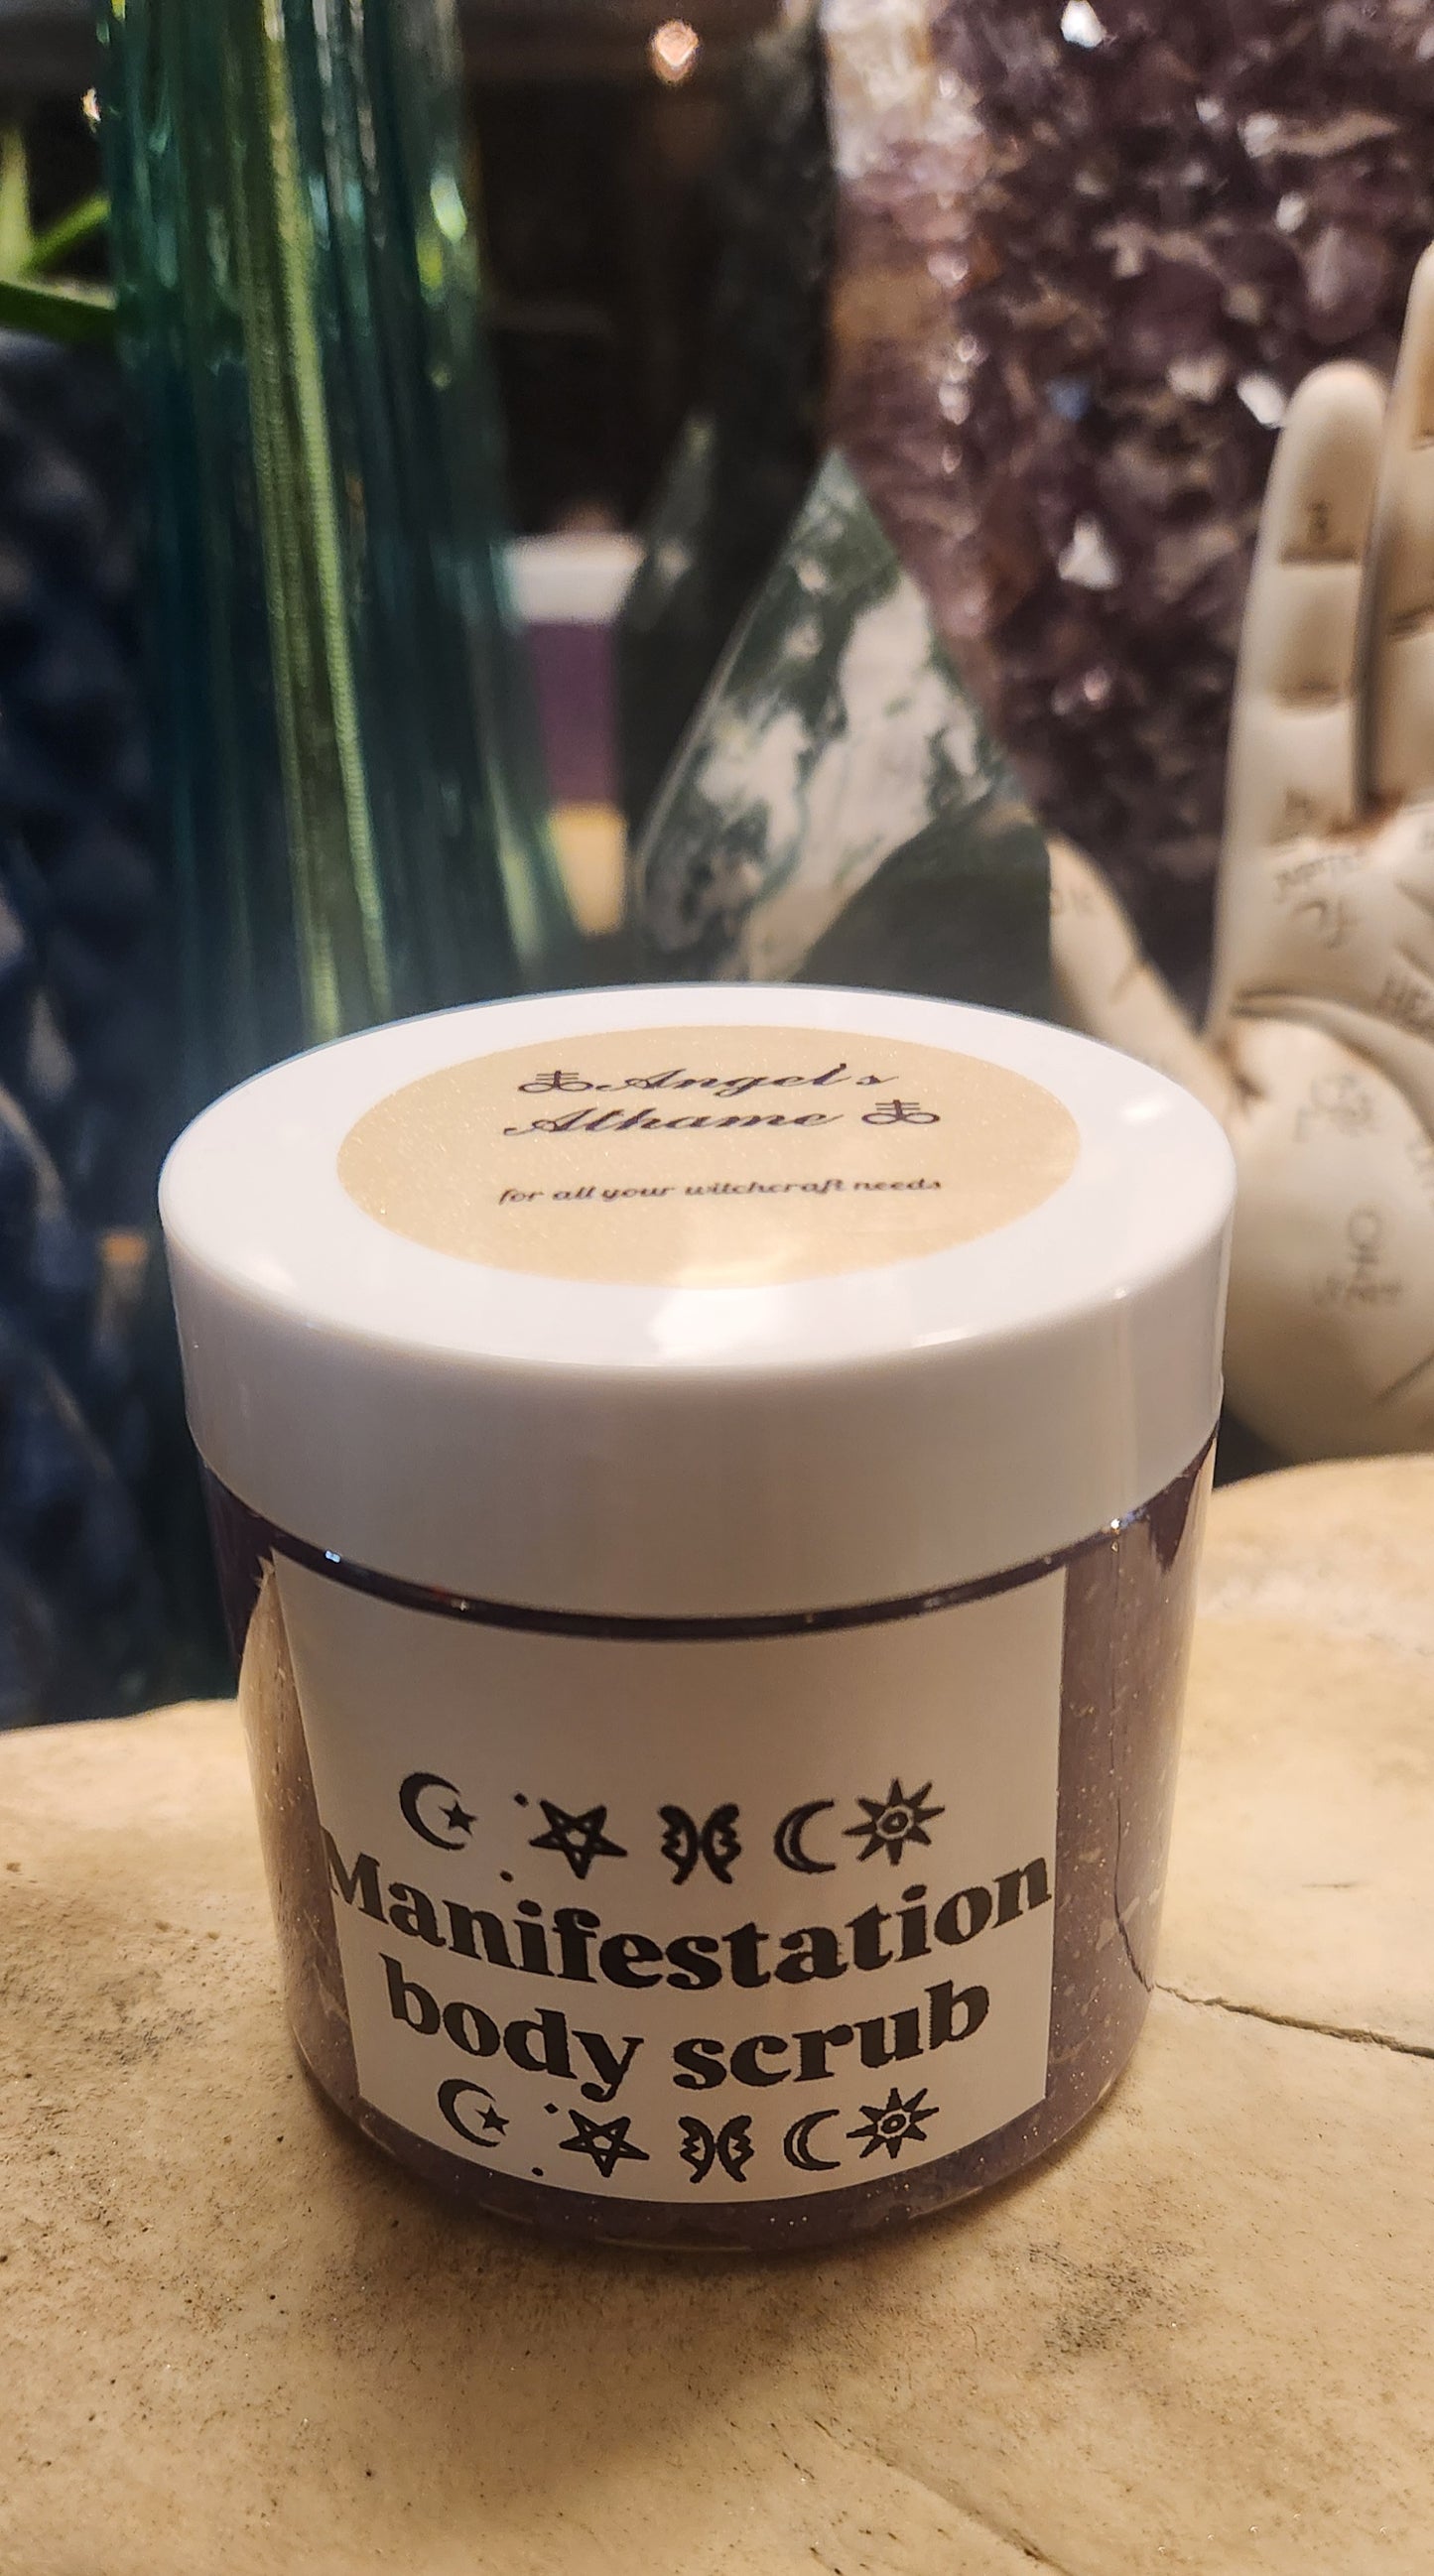 Angel's
Athame
for all your witchcraft needs
Manifestation
body scrub